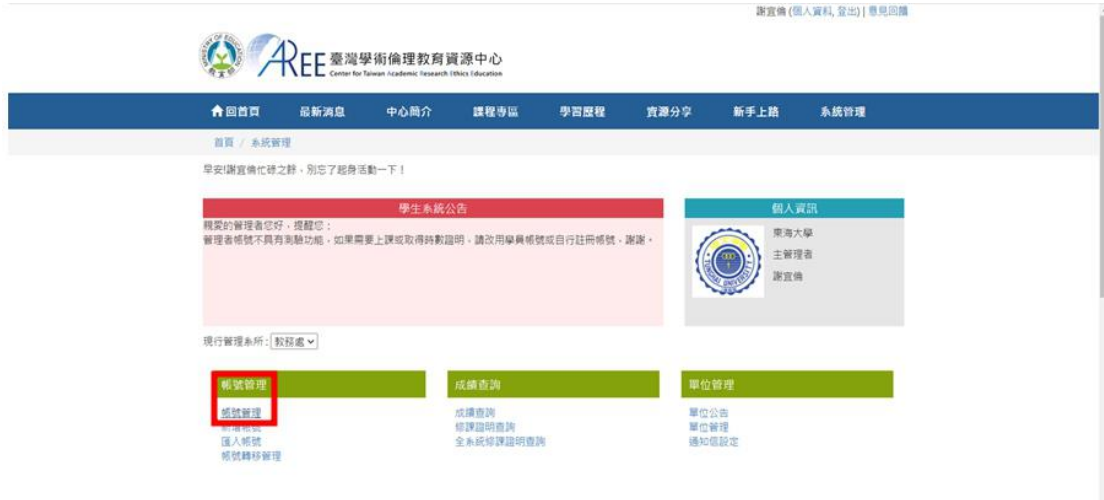 謝宜倫 (個人資料, 登出) | 意見回饋
AREE 臺灣學術倫理教育資源中心
Center for Taiwan Academic Research Ethics Education
回首頁 最新消息 中心簡介 課程專區 學習歷程 資源分享 新手上路 系統管理
首頁 / 系統管理
早安!謝宜倫忙碌之餘，別忘了起身活動一下！
學生系統公告
親愛的管理者您好，提醒您：
管理者帳號不具有測驗功能，如果需要上課或取得時數證明，請改用學員帳號或自行註冊帳號，謝謝。
個人資訊
東海大學
主管理者
謝宜倫
現行管理系所: 教務處
帳號管理
帳號管理
新增帳號
匯入帳號
帳號轉移管理
成績查詢
成績查詢
修課證明查詢
全系統修課證明查詢
單位管理
單位公告
單位管理
通知信設定